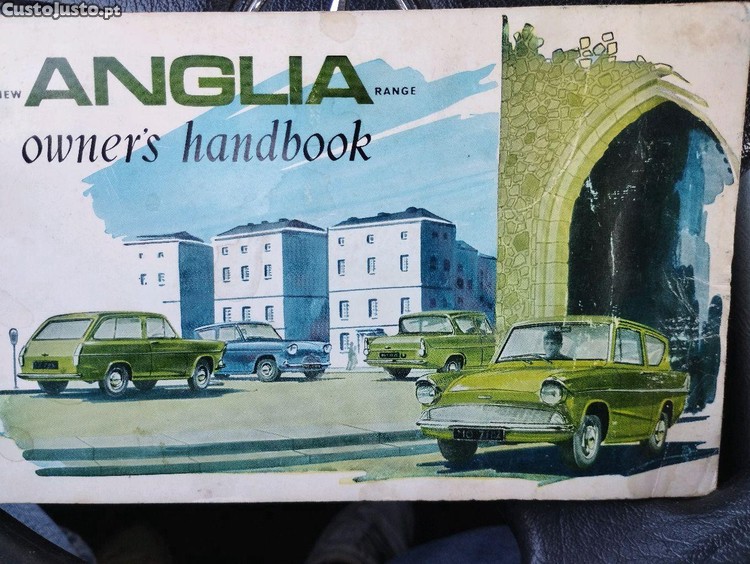 CustoJusto.pt
NEW ANGLIA RANGE
owner's handbook